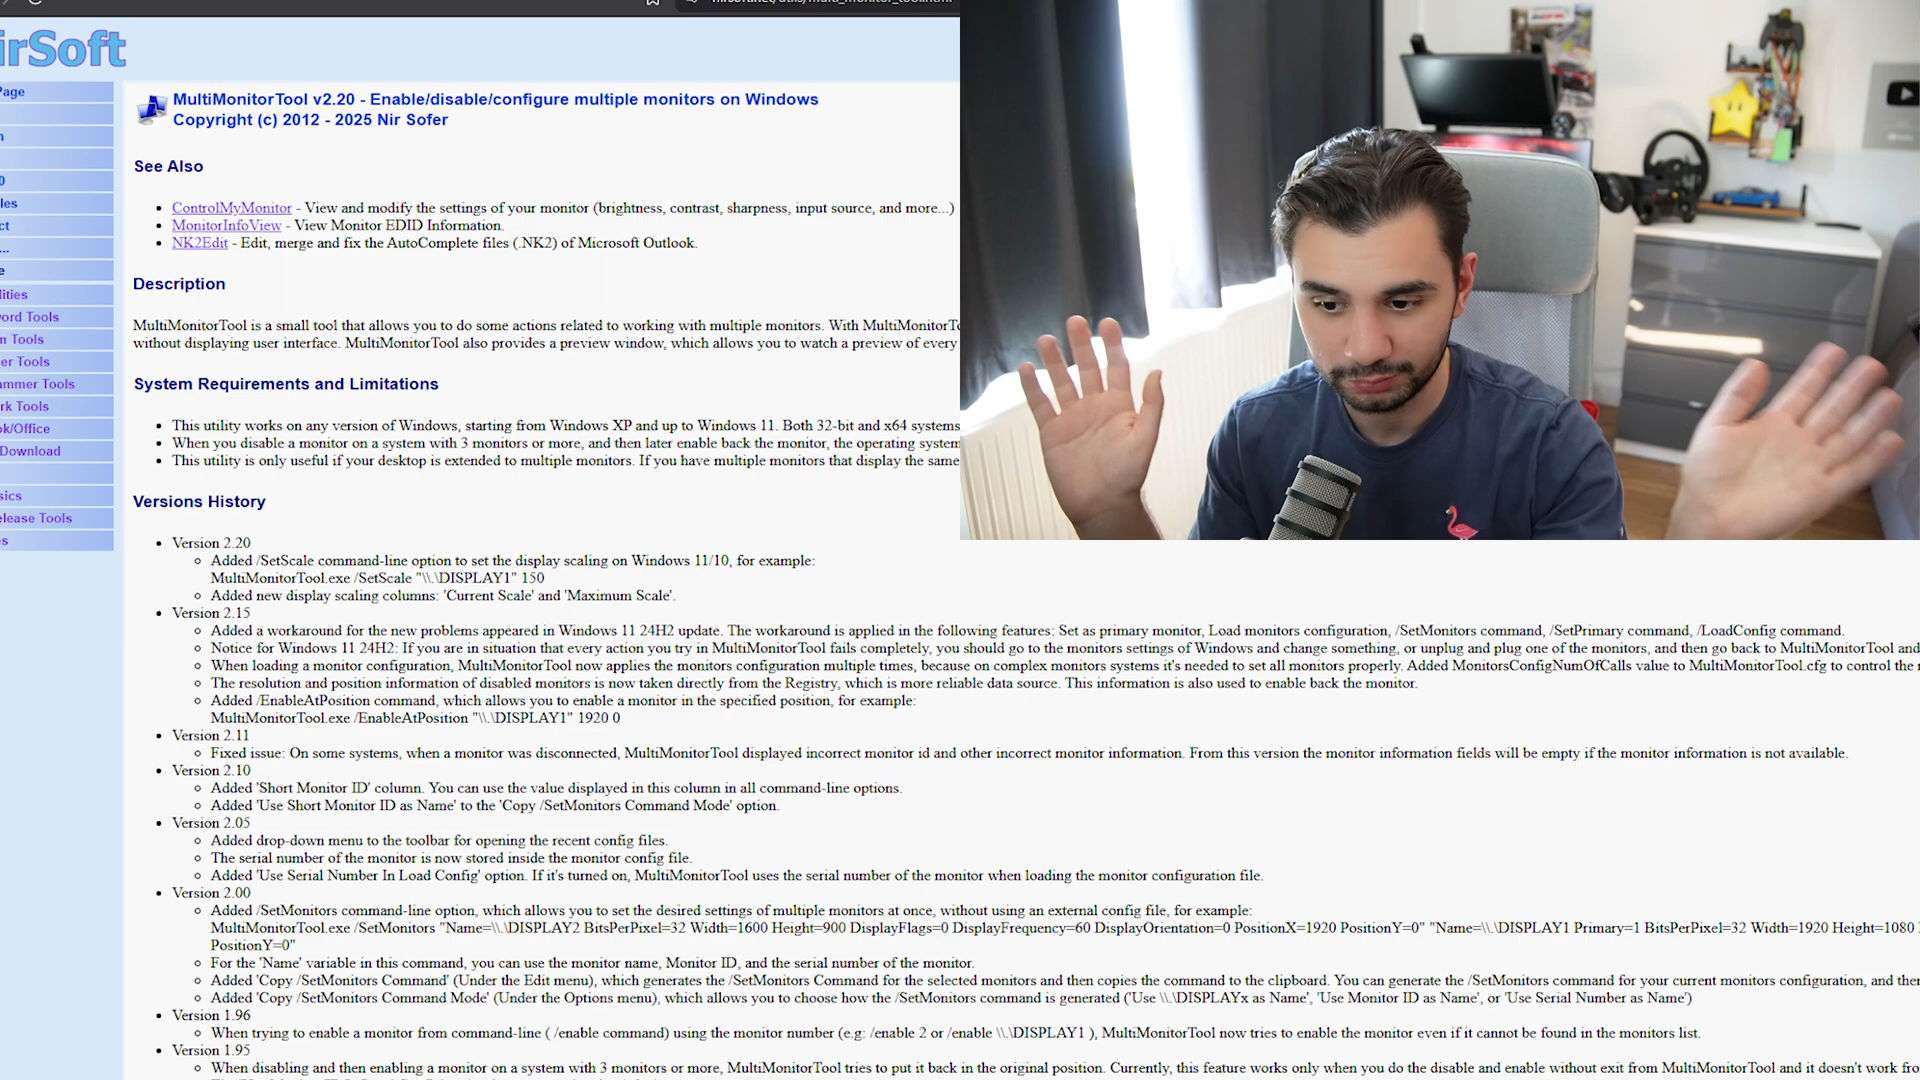 irSoft
Page
0
les
ct
...
e
lities
ord Tools
m Tools
er Tools
ammer Tools
rk Tools
ok/Office
Download
sics
elease Tools
s
MultiMonitorTool v2.20 - Enable/disable/configure multiple monitors on Windows
Copyright (c) 2012 - 2025 Nir Sofer
See Also
ControlMyMonitor - View and modify the settings of your monitor (brightness, contrast, sharpness, input source, and more...)
MonitorInfoView - View Monitor EDID Information.
NK2Edit - Edit, merge and fix the AutoComplete files (.NK2) of Microsoft Outlook.
Description
MultiMonitorTool is a small tool that allows you to do some actions related to working with multiple monitors. With MultiMonitorTo
without displaying user interface. MultiMonitorTool also provides a preview window, which allows you to watch a preview of every
System Requirements and Limitations
This utility works on any version of Windows, starting from Windows XP and up to Windows 11. Both 32-bit and x64 systems
When you disable a monitor on a system with 3 monitors or more, and then later enable back the monitor, the operating system
This utility is only useful if your desktop is extended to multiple monitors. If you have multiple monitors that display the same
Versions History
Version 2.20
Added /SetScale command-line option to set the display scaling on Windows 11/10, for example:
MultiMonitorTool.exe /SetScale "\\.\DISPLAY1" 150
Added new display scaling columns: 'Current Scale' and 'Maximum Scale'.
Version 2.15
Added a workaround for the new problems appeared in Windows 11 24H2 update. The workaround is applied in the following features: Set as primary monitor, Load monitors configuration, /SetMonitors command, /SetPrimary command, /LoadConfig command.
Notice for Windows 11 24H2: If you are in situation that every action you try in MultiMonitorTool fails completely, you should go to the monitors settings of Windows and change something, or unplug and plug one of the monitors, and then go back to MultiMonitorTool and
When loading a monitor configuration, MultiMonitorTool now applies the monitors configuration multiple times, because on complex monitors systems it's needed to set all monitors properly. Added MonitorsConfigNumOfCalls value to MultiMonitorTool.cfg to control the
The resolution and position information of disabled monitors is now taken directly from the Registry, which is more reliable data source. This information is also used to enable back the monitor.
Added /EnableAtPosition command, which allows you to enable a monitor in the specified position, for example:
MultiMonitorTool.exe /EnableAtPosition "\\.\DISPLAY1" 1920 0
Version 2.11
Fixed issue: On some systems, when a monitor was disconnected, MultiMonitorTool displayed incorrect monitor id and other incorrect monitor information. From this version the monitor information fields will be empty if the monitor information is not available.
Version 2.10
Added 'Short Monitor ID' column. You can use the value displayed in this column in all command-line options.
Added 'Use Short Monitor ID as Name' to the 'Copy /SetMonitors Command Mode' option.
Version 2.05
Added drop-down menu to the toolbar for opening the recent config files.
The serial number of the monitor is now stored inside the monitor config file.
Added 'Use Serial Number In Load Config' option. If it's turned on, MultiMonitorTool uses the serial number of the monitor when loading the monitor configuration file.
Version 2.00
Added /SetMonitors command-line option, which allows you to set the desired settings of multiple monitors at once, without using an external config file, for example:
MultiMonitorTool.exe /SetMonitors "Name=\\.\DISPLAY2 BitsPerPixel=32 Width=1600 Height=900 DisplayFlags=0 DisplayFrequency=60 DisplayOrientation=0 PositionX=1920 PositionY=0" "Name=\\.\DISPLAY1 Primary=1 BitsPerPixel=32 Width=1920 Height=1080
PositionY=0"
For the 'Name' variable in this command, you can use the monitor name, Monitor ID, and the serial number of the monitor.
Added 'Copy /SetMonitors Command' (Under the Edit menu), which generates the /SetMonitors Command for the selected monitors and then copies the command to the clipboard. You can generate the /SetMonitors command for your current monitors configuration, and then
Added 'Copy /SetMonitors Command Mode' (Under the Options menu), which allows you to choose how the /SetMonitors command is generated ('Use \\.\DISPLAYx as Name', 'Use Monitor ID as Name', or 'Use Serial Number as Name')
Version 1.96
When trying to enable a monitor from command-line ( /enable command) using the monitor number (e.g: /enable 2 or /enable \\.\DISPLAY1 ), MultiMonitorTool now tries to enable the monitor even if it cannot be found in the monitors list.
Version 1.95
When disabling and then enabling a monitor on a system with 3 monitors or more, MultiMonitorTool tries to put it back in the original position. Currently, this feature works only when you do the disable and enable without exit from MultiMonitorTool and it doesn't work fro